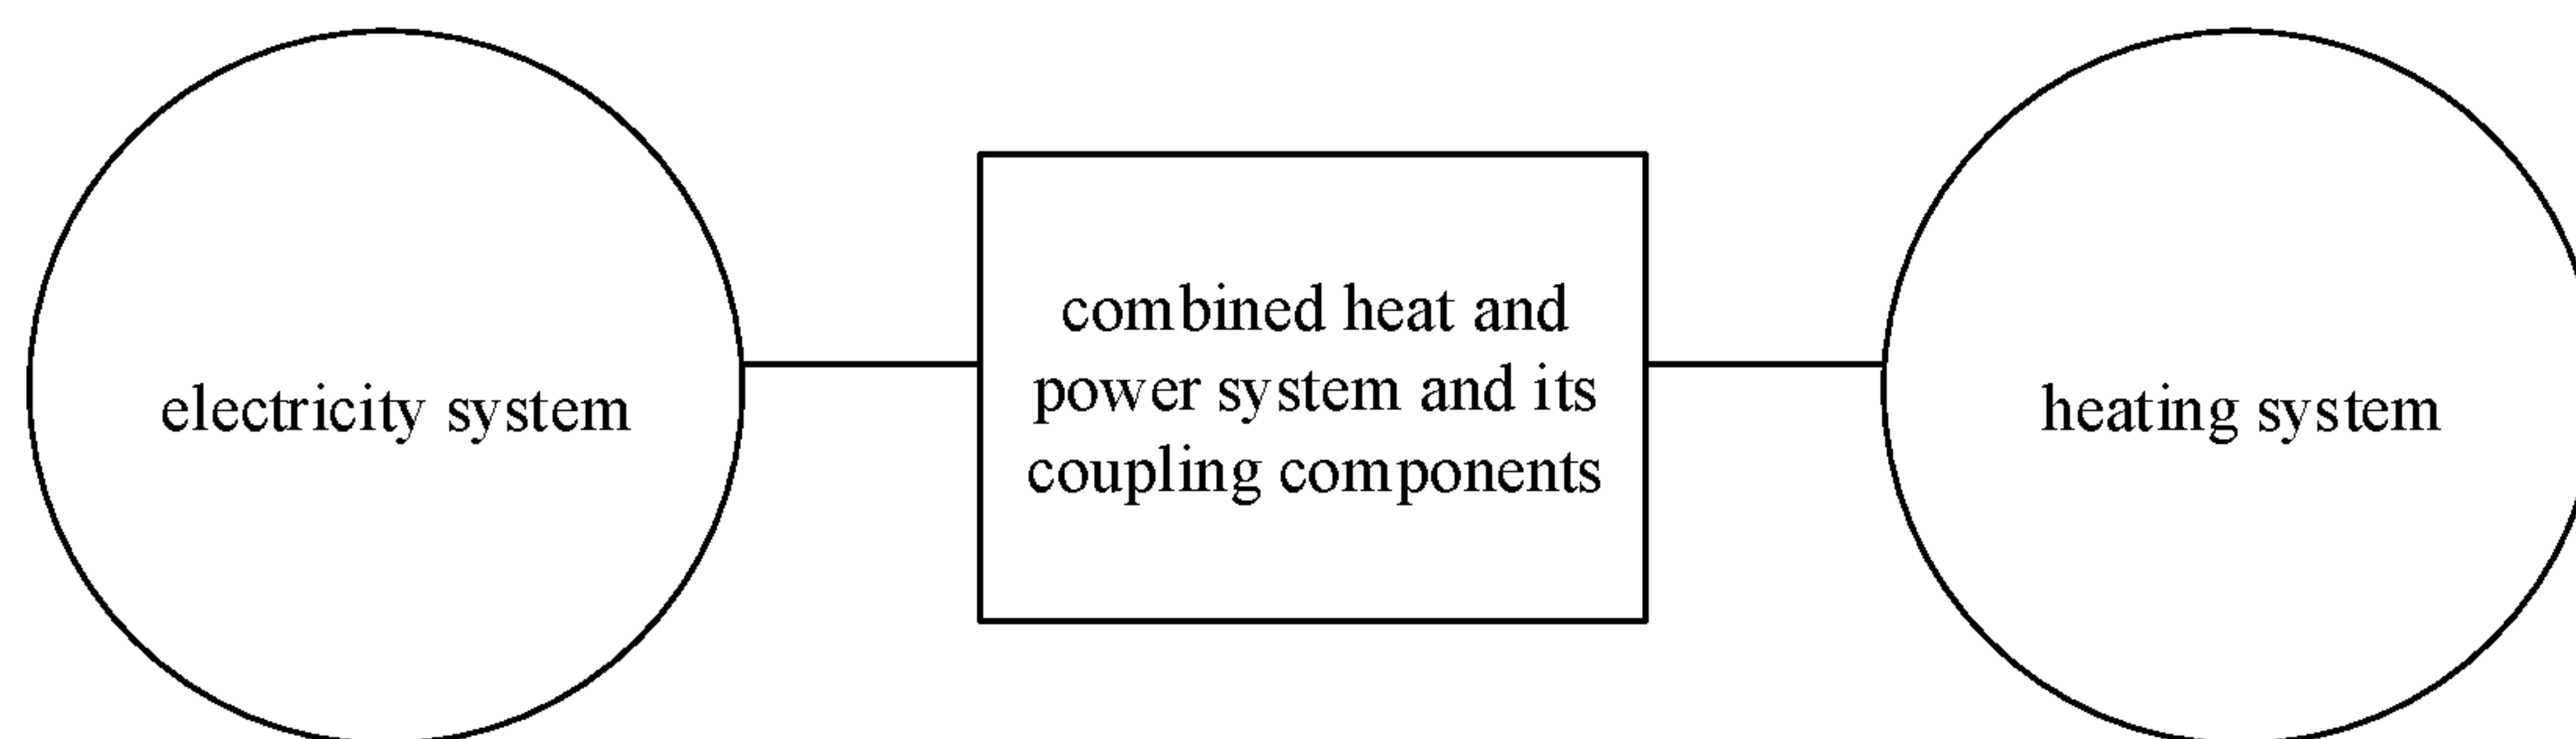 electricity system
combined heat and
power system and its
coupling components
heating system